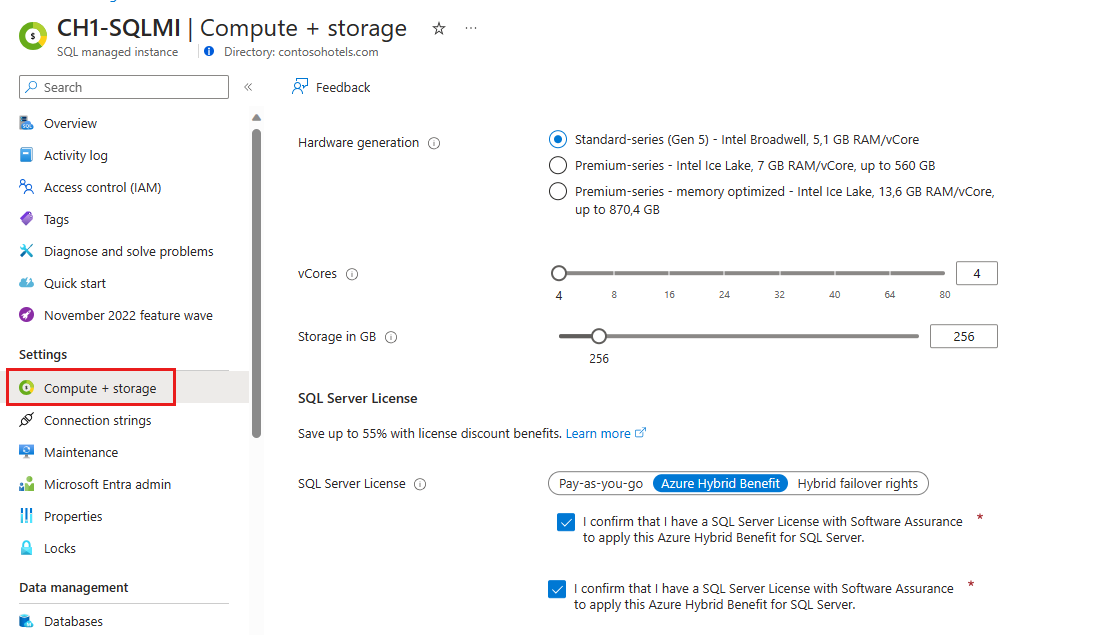 CH1-SQLMI | Compute + storage
SQL managed instance
Directory: contosohotels.com
Search
Feedback
Overview
Activity log
Access control (IAM)
Tags
Diagnose and solve problems
Quick start
November 2022 feature wave
Settings
Compute + storage
Connection strings
Maintenance
Microsoft Entra admin
Properties
Locks
Data management
Databases
Hardware generation
Standard-series (Gen 5) - Intel Broadwell, 5,1 GB RAM/vCore
Premium-series - Intel Ice Lake, 7 GB RAM/vCore, up to 560 GB
Premium-series - memory optimized - Intel Ice Lake, 13,6 GB RAM/vCore,
up to 870,4 GB
vCores
4
4 8 16 24 32 40 64 80
Storage in GB
256
256
SQL Server License
Save up to 55% with license discount benefits. Learn more
SQL Server License
Pay-as-you-go Azure Hybrid Benefit Hybrid failover rights
I confirm that I have a SQL Server License with Software Assurance *
to apply this Azure Hybrid Benefit for SQL Server.
I confirm that I have a SQL Server License with Software Assurance *
to apply this Azure Hybrid Benefit for SQL Server.